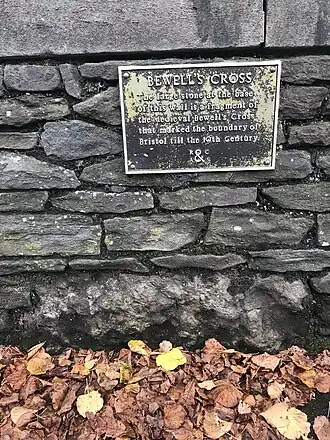 BEWELL'S CROSS
The large stone at the base
of this wall is a fragment of
the medieval Bewell's Cross
that marked the boundary of
Bristol till the 19th Century.
R & C